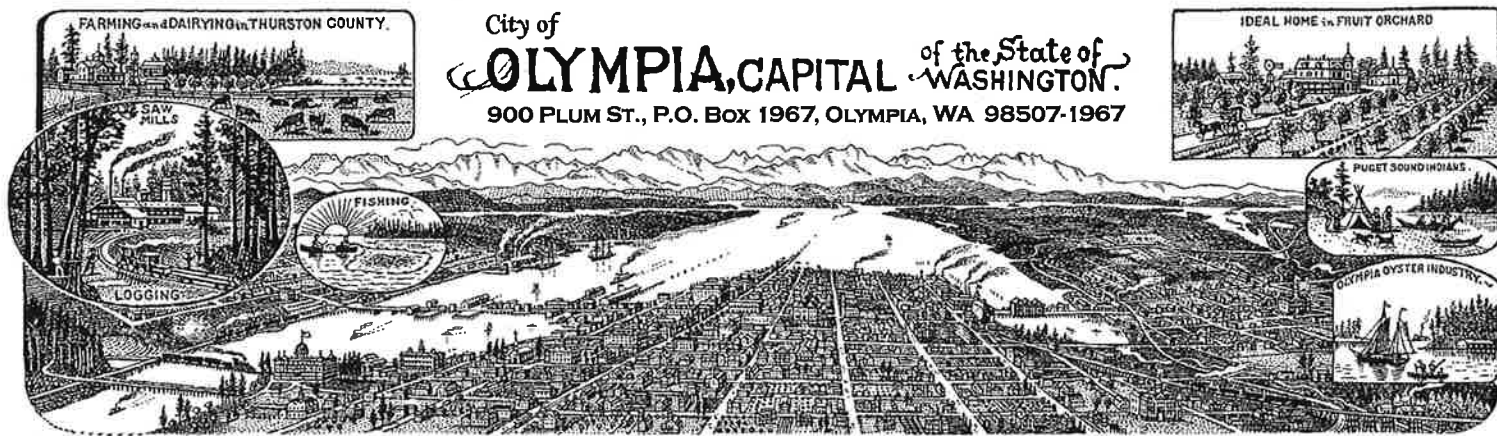 FARMING and DAIRYING in THURSTON COUNTY.
City of
OLYMPIA, CAPITAL of the State of WASHINGTON.
900 PLUM ST., P.O. BOX 1967, OLYMPIA, WA 98507-1967
IDEAL HOME in FRUIT ORCHARD
SAW
MILLS
LOGGING
FISHING.
PUGET SOUND INDIANS.
OLYMPIA OYSTER INDUSTRY.